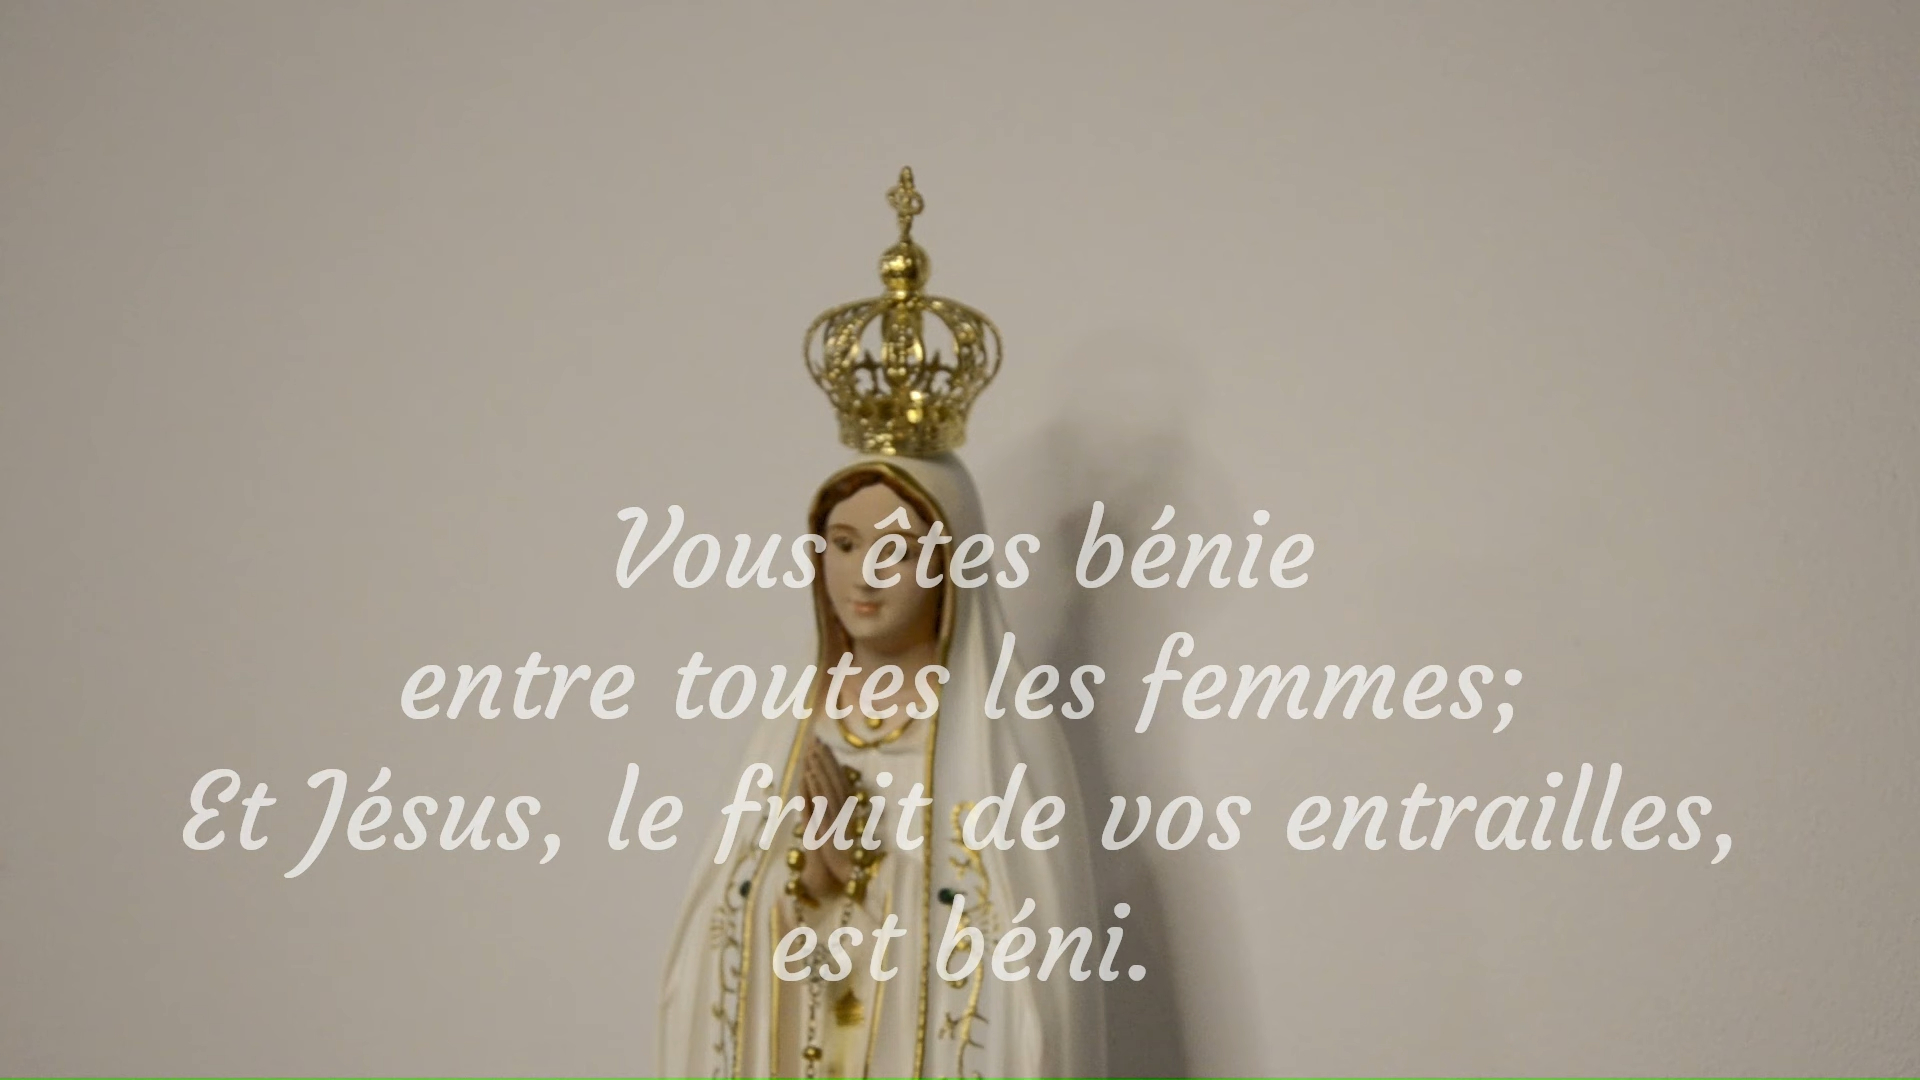 Vous êtes bénie
entre toutes les femmes;
Et Jésus, le fruit de vos entrailles,
est béni.